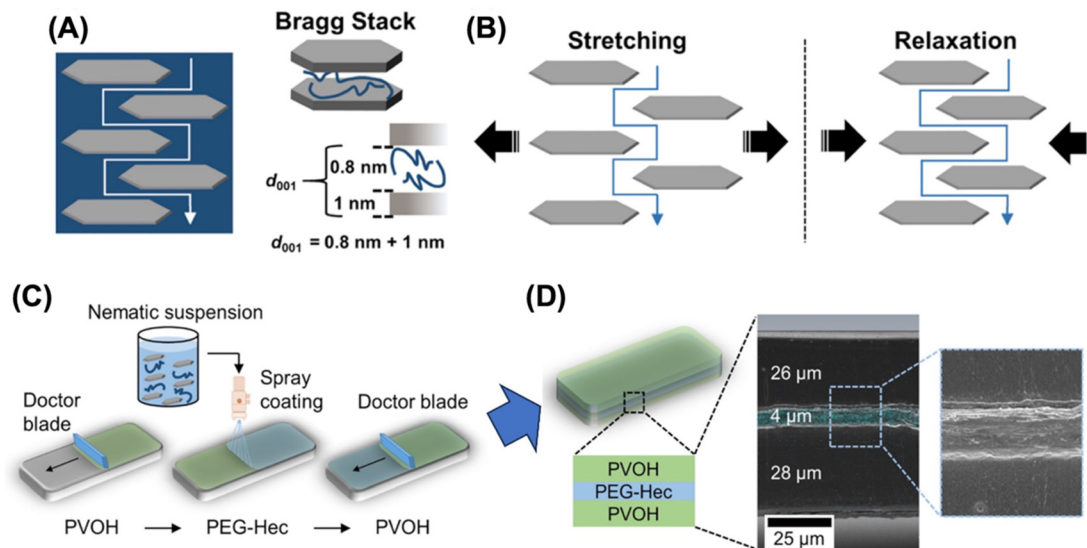 (A)
Bragg Stack
d001
0.8 nm
1 nm
d001 = 0.8 nm + 1 nm
(B)
Stretching
Relaxation
(C)
Nematic suspension
Spray
coating
Doctor
blade
Doctor blade
PVOH
PEG-Hec
PVOH
(D)
PVOH
PEG-Hec
PVOH
26 µm
4 µm
28 µm
25 µm